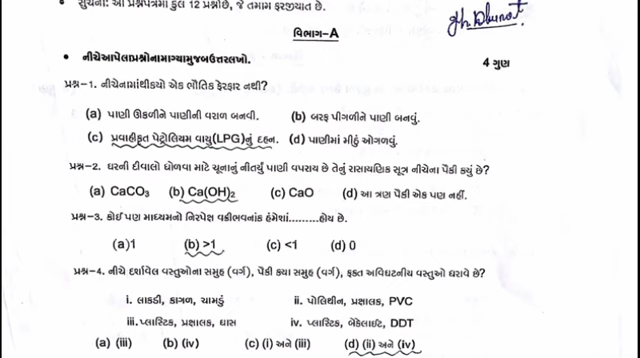 સુચના: આ પ્રશ્નપત્રમાં કુલ 12 પ્રશ્નોછે, જે તમામ ફરજીયાત છે.
વિભાગ-A
• નીચેઆપેલાપ્રશ્નોનામાગ્યામુજબઉત્તરલખો. 4 ગુણ
પ્રશ્ન-1. નીચેનામાંથીકયો એક ભૌતિક ફેરફાર નથી?
(a) પાણી ઊકળીને પાણીની વરાળ બનવી. (b) બરફ પીગળીને પાણી બનવું.
(c) પ્રવાહીકૃત પેટ્રોલિયમ વાયુ(LPG)નું દહન. (d) પાણીમાં મીઠું ઓગળવું.
પ્રશ્ન-2. ઘરની દીવાલો ધોળવા માટે ચૂનાનું નીતર્યું પાણી વપરાય છે તેનું રાસાયણિક સૂત્ર નીચેના પૈકી ક્યું છે?
(a) CaCO₃ (b) Ca(OH)₂ (c) CaO (d) આ ત્રણ પૈકી એક પણ નહીં.
પ્રશ્ન-3. કોઈ પણ માધ્યમનો નિરપેક્ષ વક્રીભવનાંક હંમેશાં.........હોય છે.
(a)1 (b) >1 (c) <1 (d) 0
પ્રશ્ન-4. નીચે દર્શાવેલ વસ્તુઓના સમુહ (વર્ગ), પૈકી ક્યા સમુહ (વર્ગ), ફક્ત અવિઘટનીય વસ્તુઓ ધરાવે છે?
i. લાકડી, કાગળ, ચામડું ii. પોલિથીન, પ્રક્ષાલક, PVC
iii. પ્લાસ્ટિક, પ્રક્ષાલક, ઘાસ iv. પ્લાસ્ટિક, બેકેલાઈટ, DDT
(a) (iii) (b) (iv) (c) (i) અને (iii) (d) (ii) અને (iv)